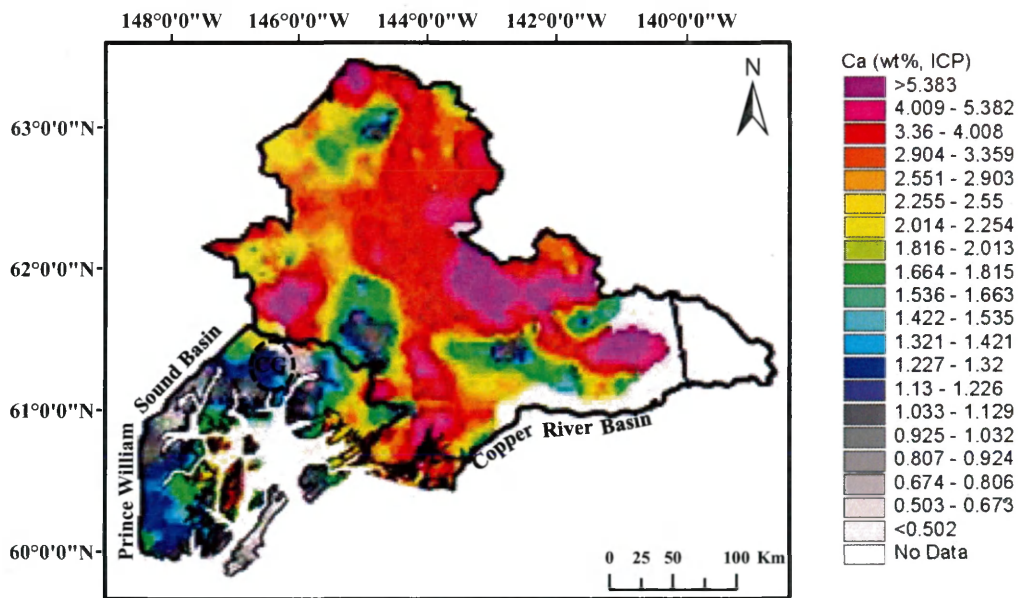 148°0'0"W 146°0'0"W 144°0'0"W 142°0'0"W 140°0'0"W
63°0'0"N
62°0'0"N
61°0'0"N
60°0'0"N
N
CG
Prince William Sound Basin
Copper River Basin
0 25 50 100 Km
Ca (wt%, ICP)
>5.383
4.009 - 5.382
3.36 - 4.008
2.904 - 3.359
2.551 - 2.903
2.255 - 2.55
2.014 - 2.254
1.816 - 2.013
1.664 - 1.815
1.536 - 1.663
1.422 - 1.535
1.321 - 1.421
1.227 - 1.32
1.13 - 1.226
1.033 - 1.129
0.925 - 1.032
0.807 - 0.924
0.674 - 0.806
0.503 - 0.673
<0.502
No Data